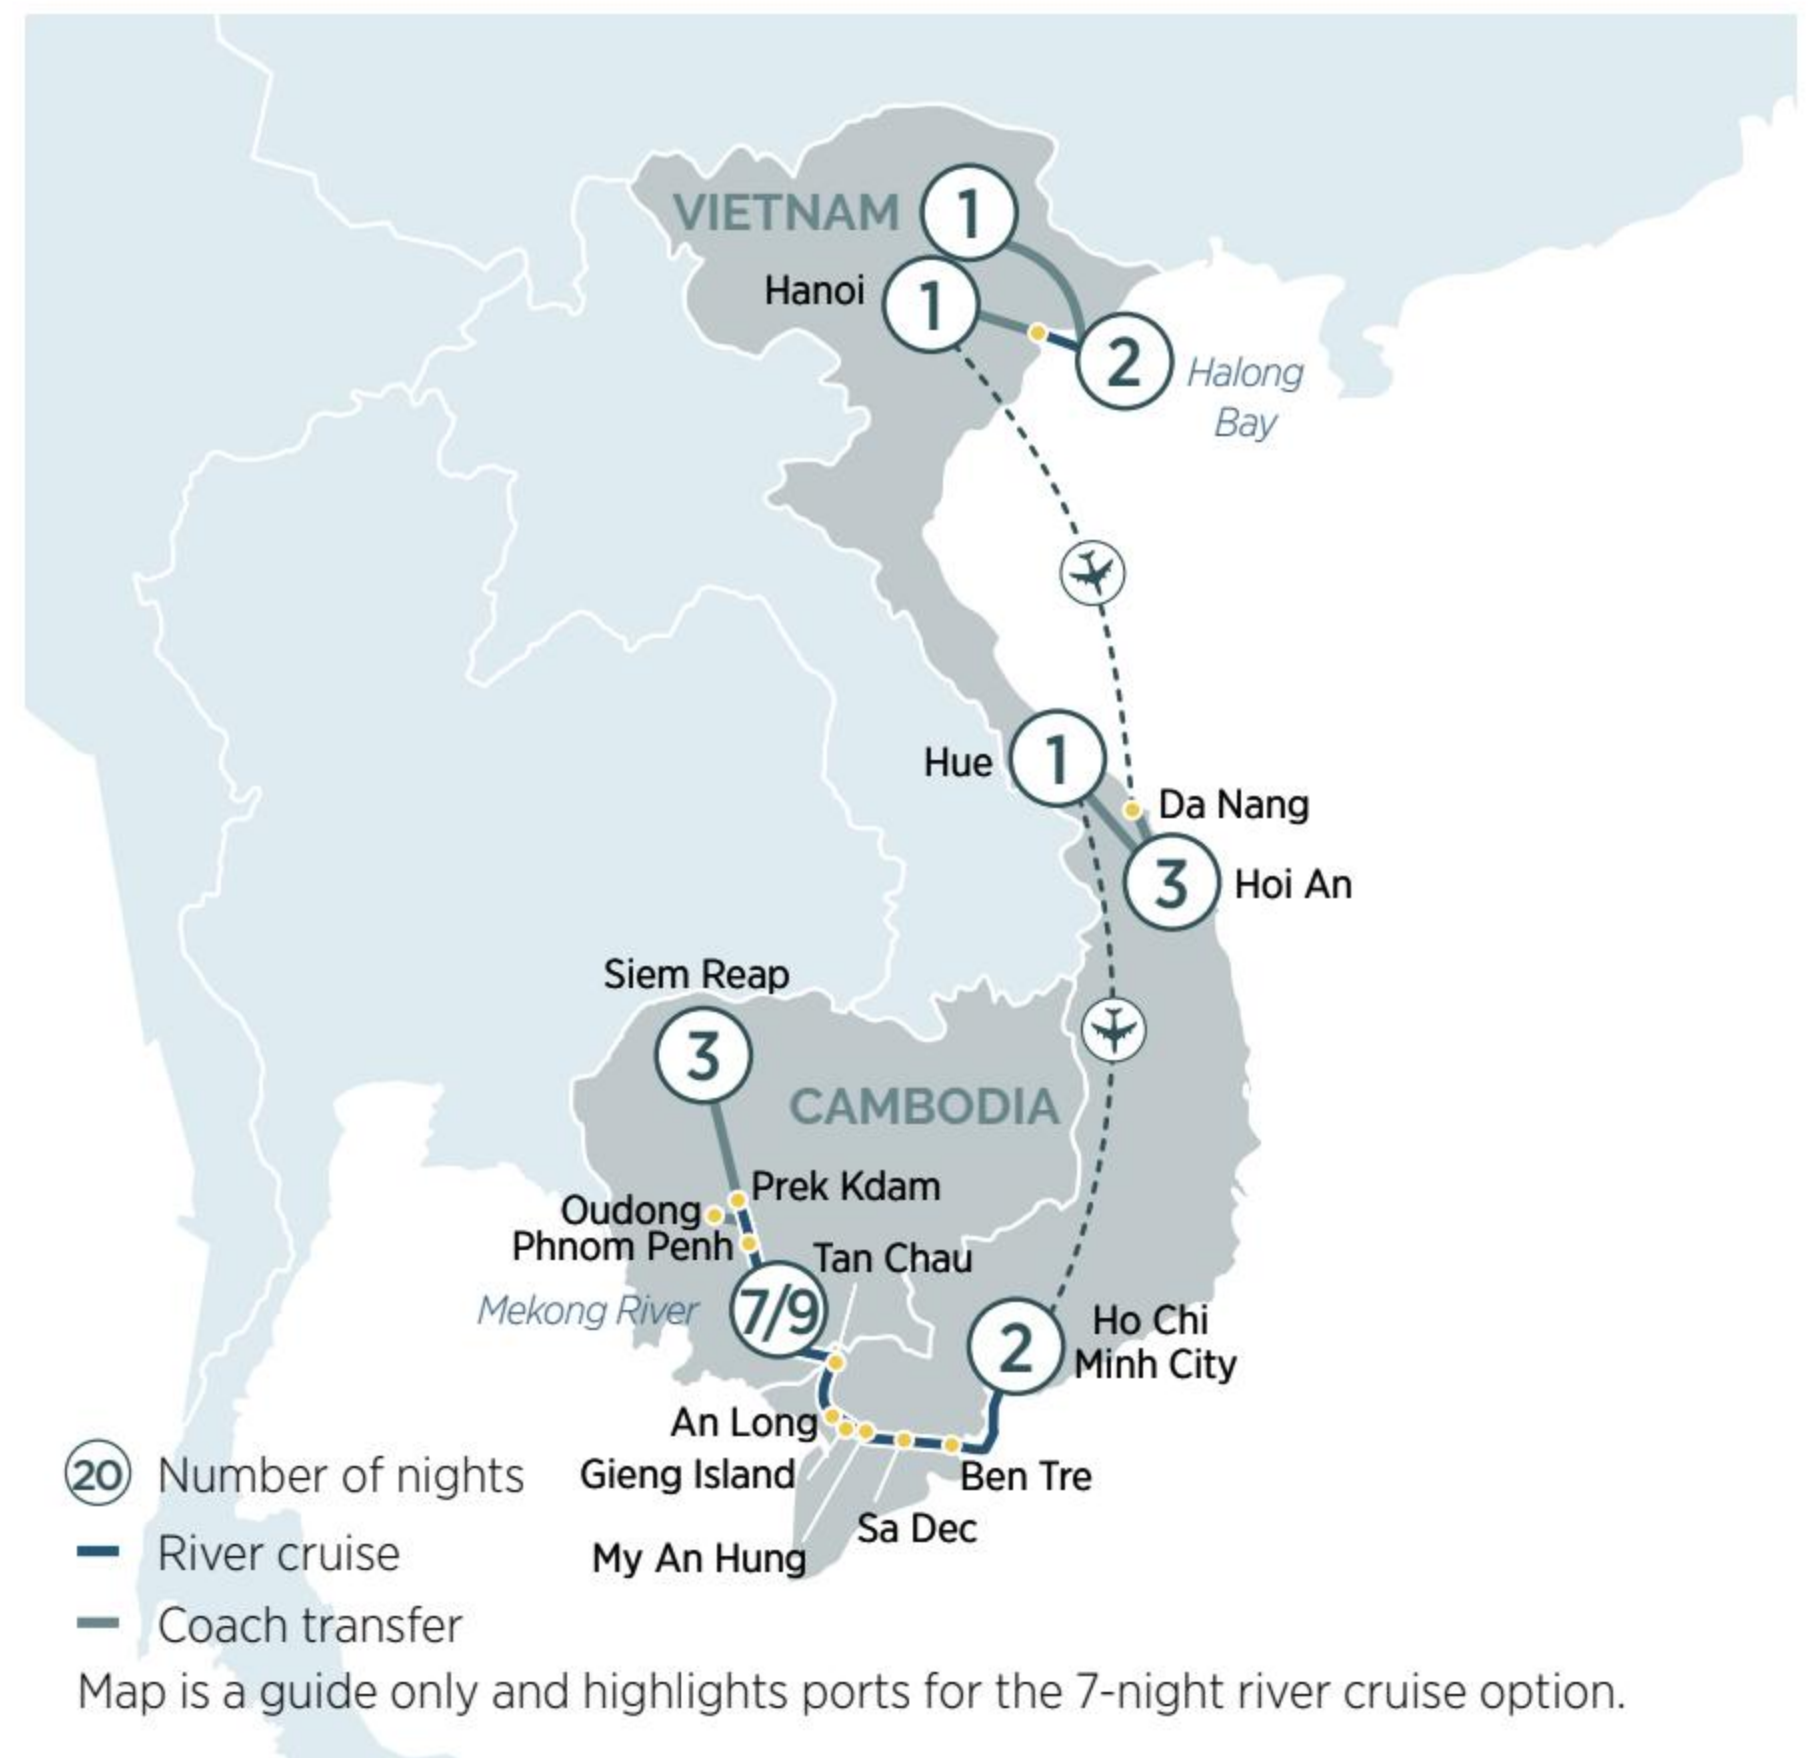 VIETNAM
1
Hanoi
1
2
Halong
Bay
Hue
1
Da Nang
3
Hoi An
Siem Reap
3
CAMBODIA
Prek Kdam
Oudong
Phnom Penh
Tan Chau
Mekong River
7/9
2
Ho Chi
Minh City
An Long
Gieng Island
Ben Tre
Sa Dec
My An Hung
20 Number of nights
River cruise
Coach transfer
Map is a guide only and highlights ports for the 7-night river cruise option.